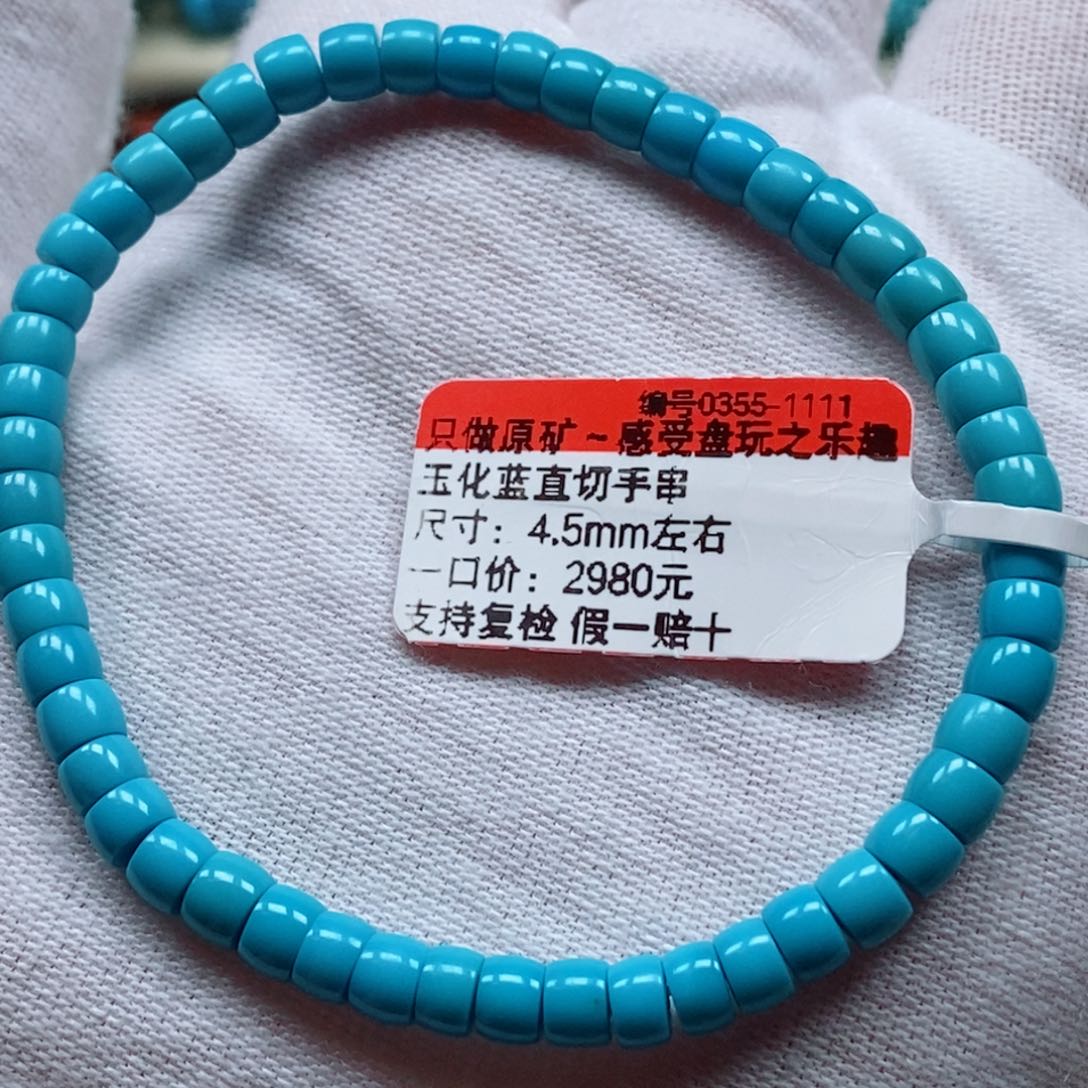 编号0355-1111
只做原矿~感受盘玩之乐趣
玉化蓝直切手串
尺寸：4.5mm左右
一口价：2980元
支持复检 假一赔十